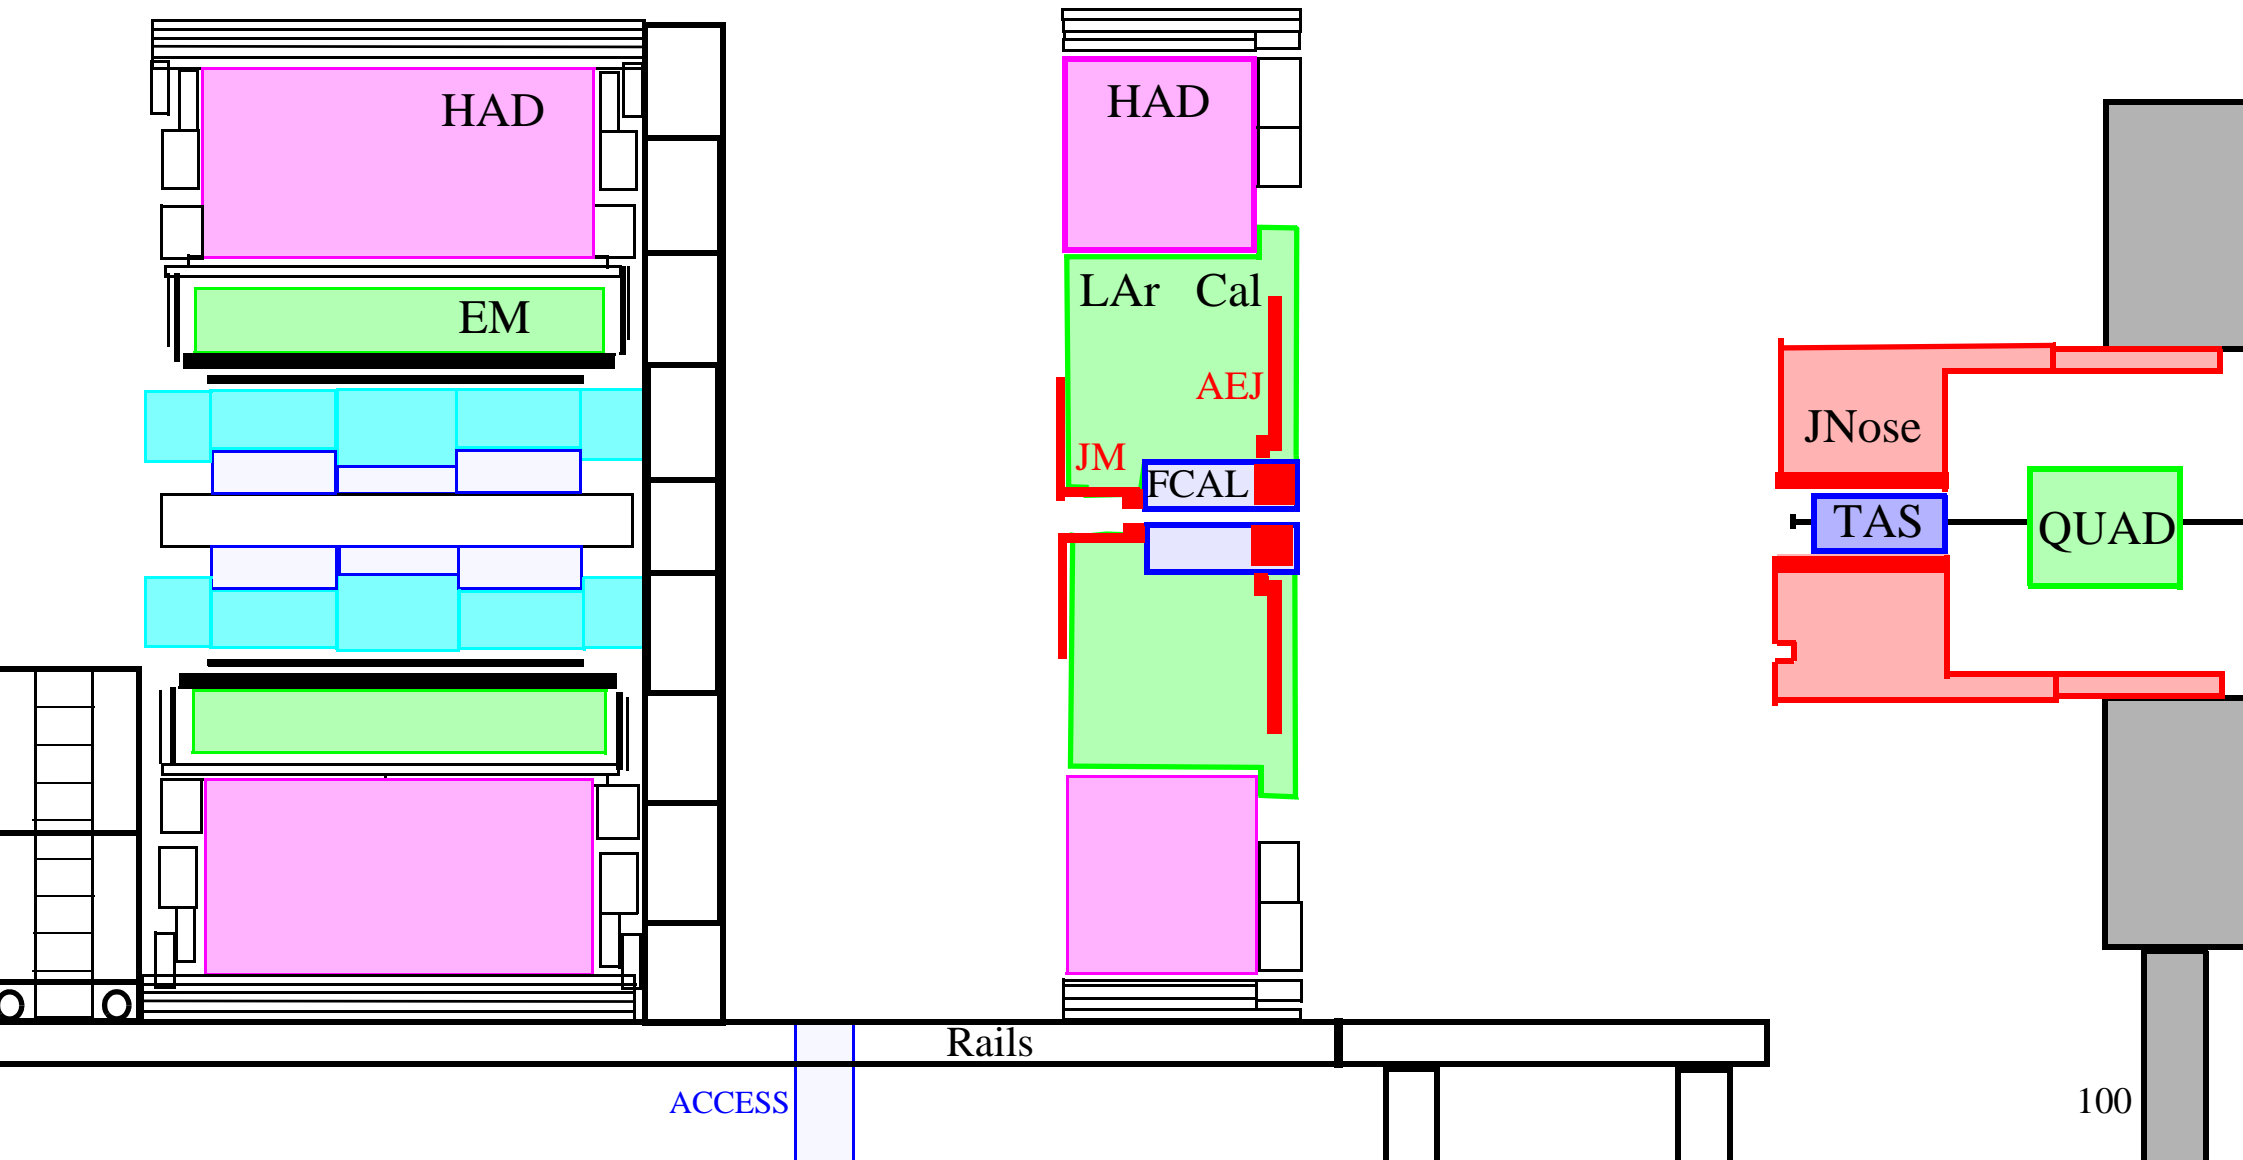 HAD
HAD
LAr Cal
EM
AEJ
JM
FCAL
JNose
TAS
QUAD
Rails
ACCESS
100